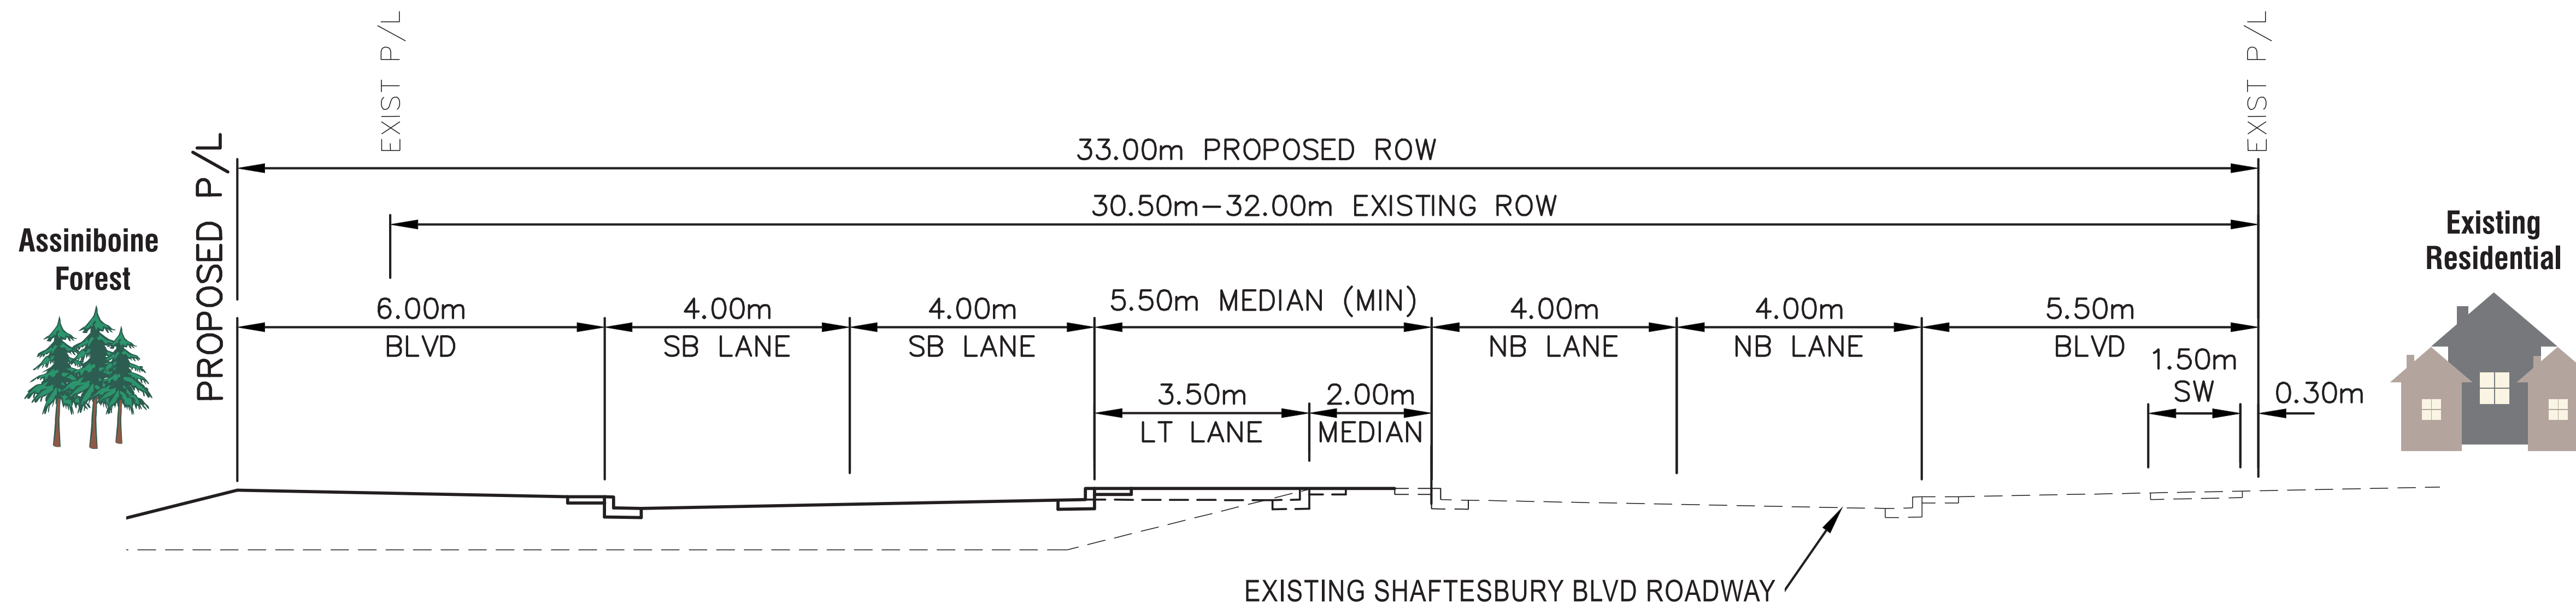 EXIST P/L
EXIST P/L
PROPOSED P/L
33.00m PROPOSED ROW
30.50m-32.00m EXISTING ROW
Assiniboine
Forest
Existing
Residential
6.00m
BLVD
4.00m
SB LANE
4.00m
SB LANE
5.50m MEDIAN (MIN)
4.00m
NB LANE
4.00m
NB LANE
5.50m
BLVD
3.50m
LT LANE
2.00m
MEDIAN
1.50m
SW
0.30m
EXISTING SHAFTESBURY BLVD ROADWAY